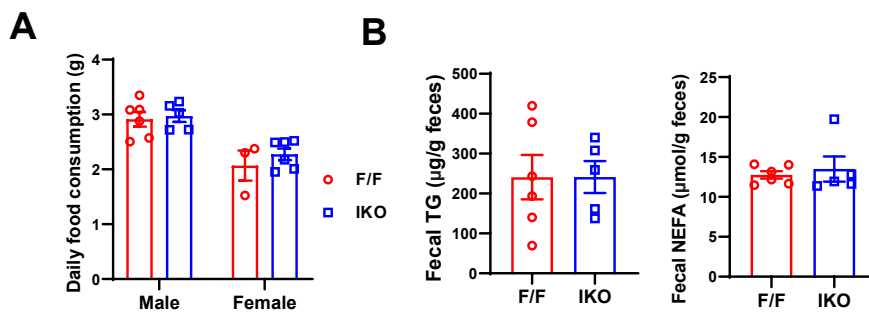 A
Daily food consumption (g)
4
3
2
1
0
Male
Female
F/F
IKO
B
Fecal TG (µg/g feces)
500
400
300
200
100
0
F/F
IKO
Fecal NEFA (µmol/g feces)
25
20
15
10
5
0
F/F
IKO